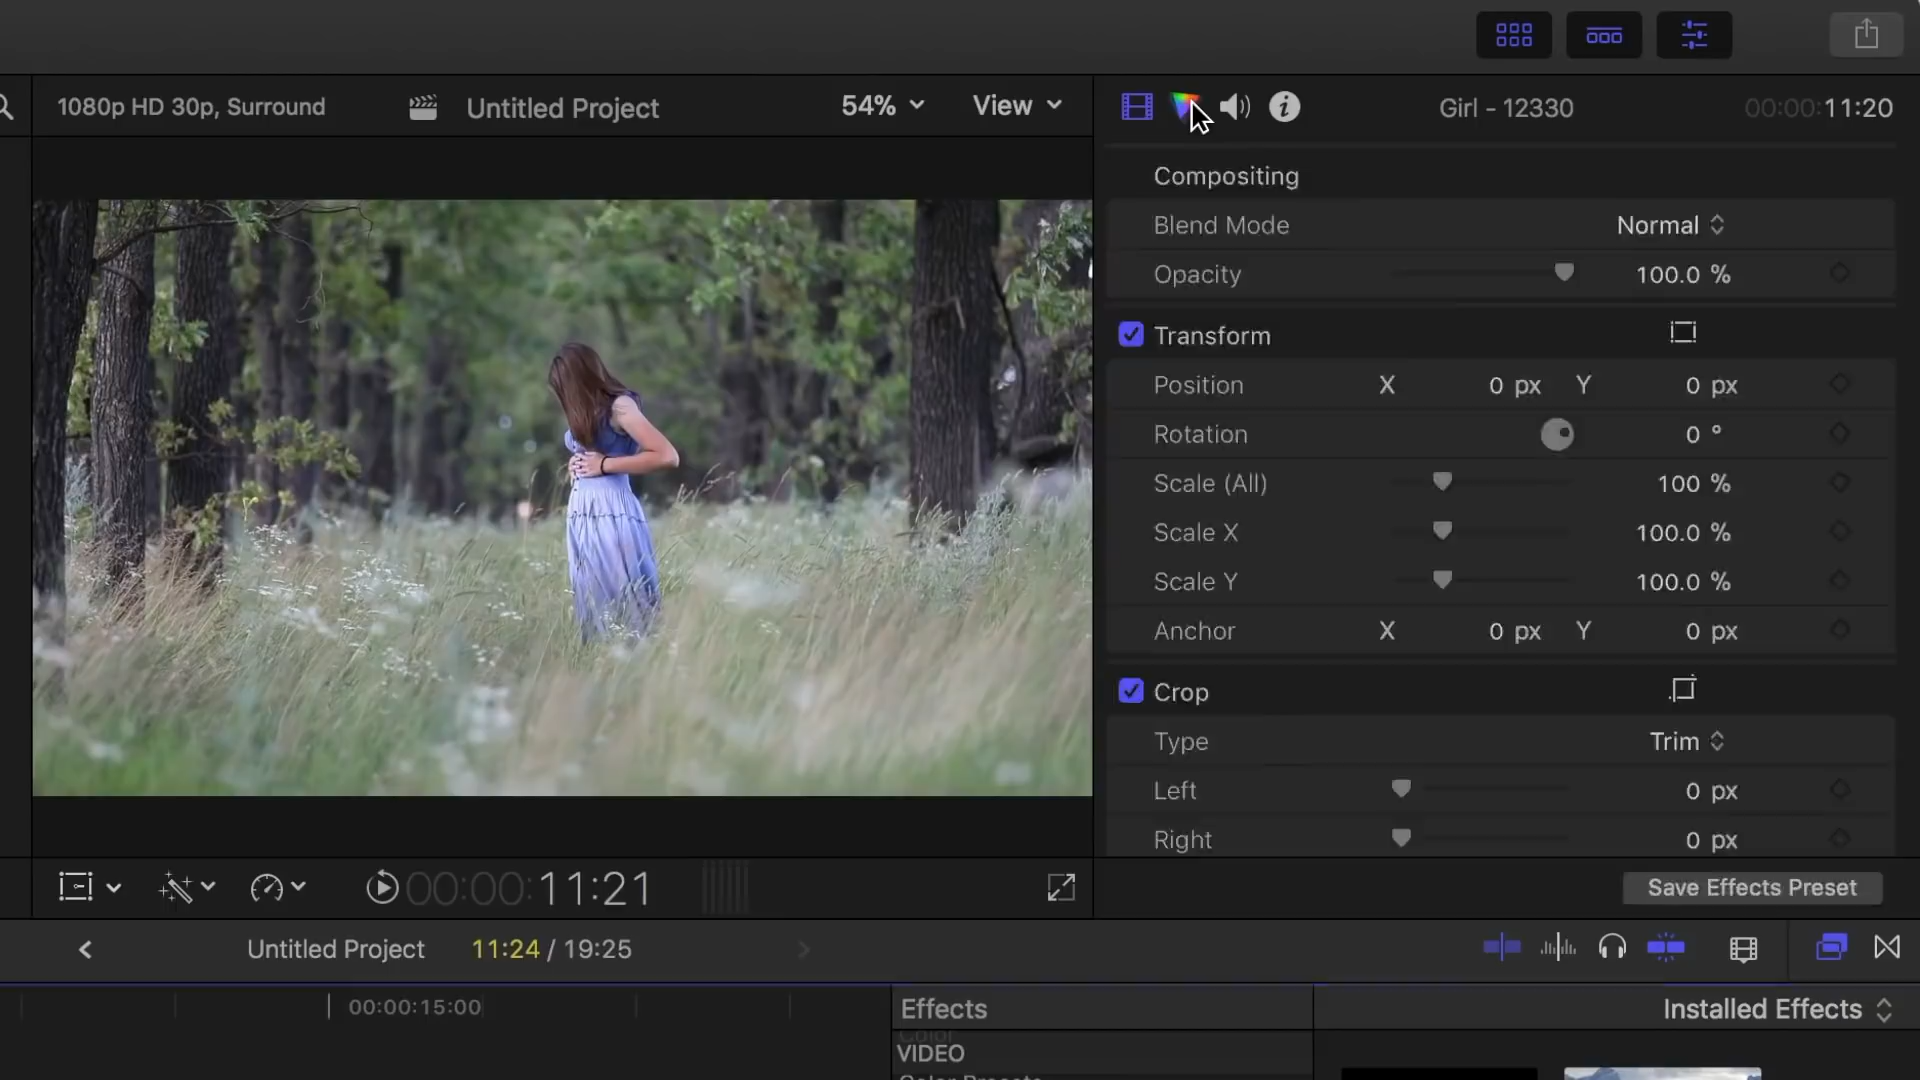 1080p HD 30p, Surround
Untitled Project
54%
View
Girl - 12330
00:00:11:20
Compositing
Blend Mode
Normal
Opacity
100.0 %
Transform
Position X 0 px Y 0 px
Rotation 0 °
Scale (All) 100 %
Scale X 100.0 %
Scale Y 100.0 %
Anchor X 0 px Y 0 px
Crop
Type Trim
Left 0 px
Right 0 px
00:00:11:21
Save Effects Preset
Untitled Project 11:24 / 19:25
00:00:15:00
Effects
Installed Effects
Color
VIDEO
Color Presets